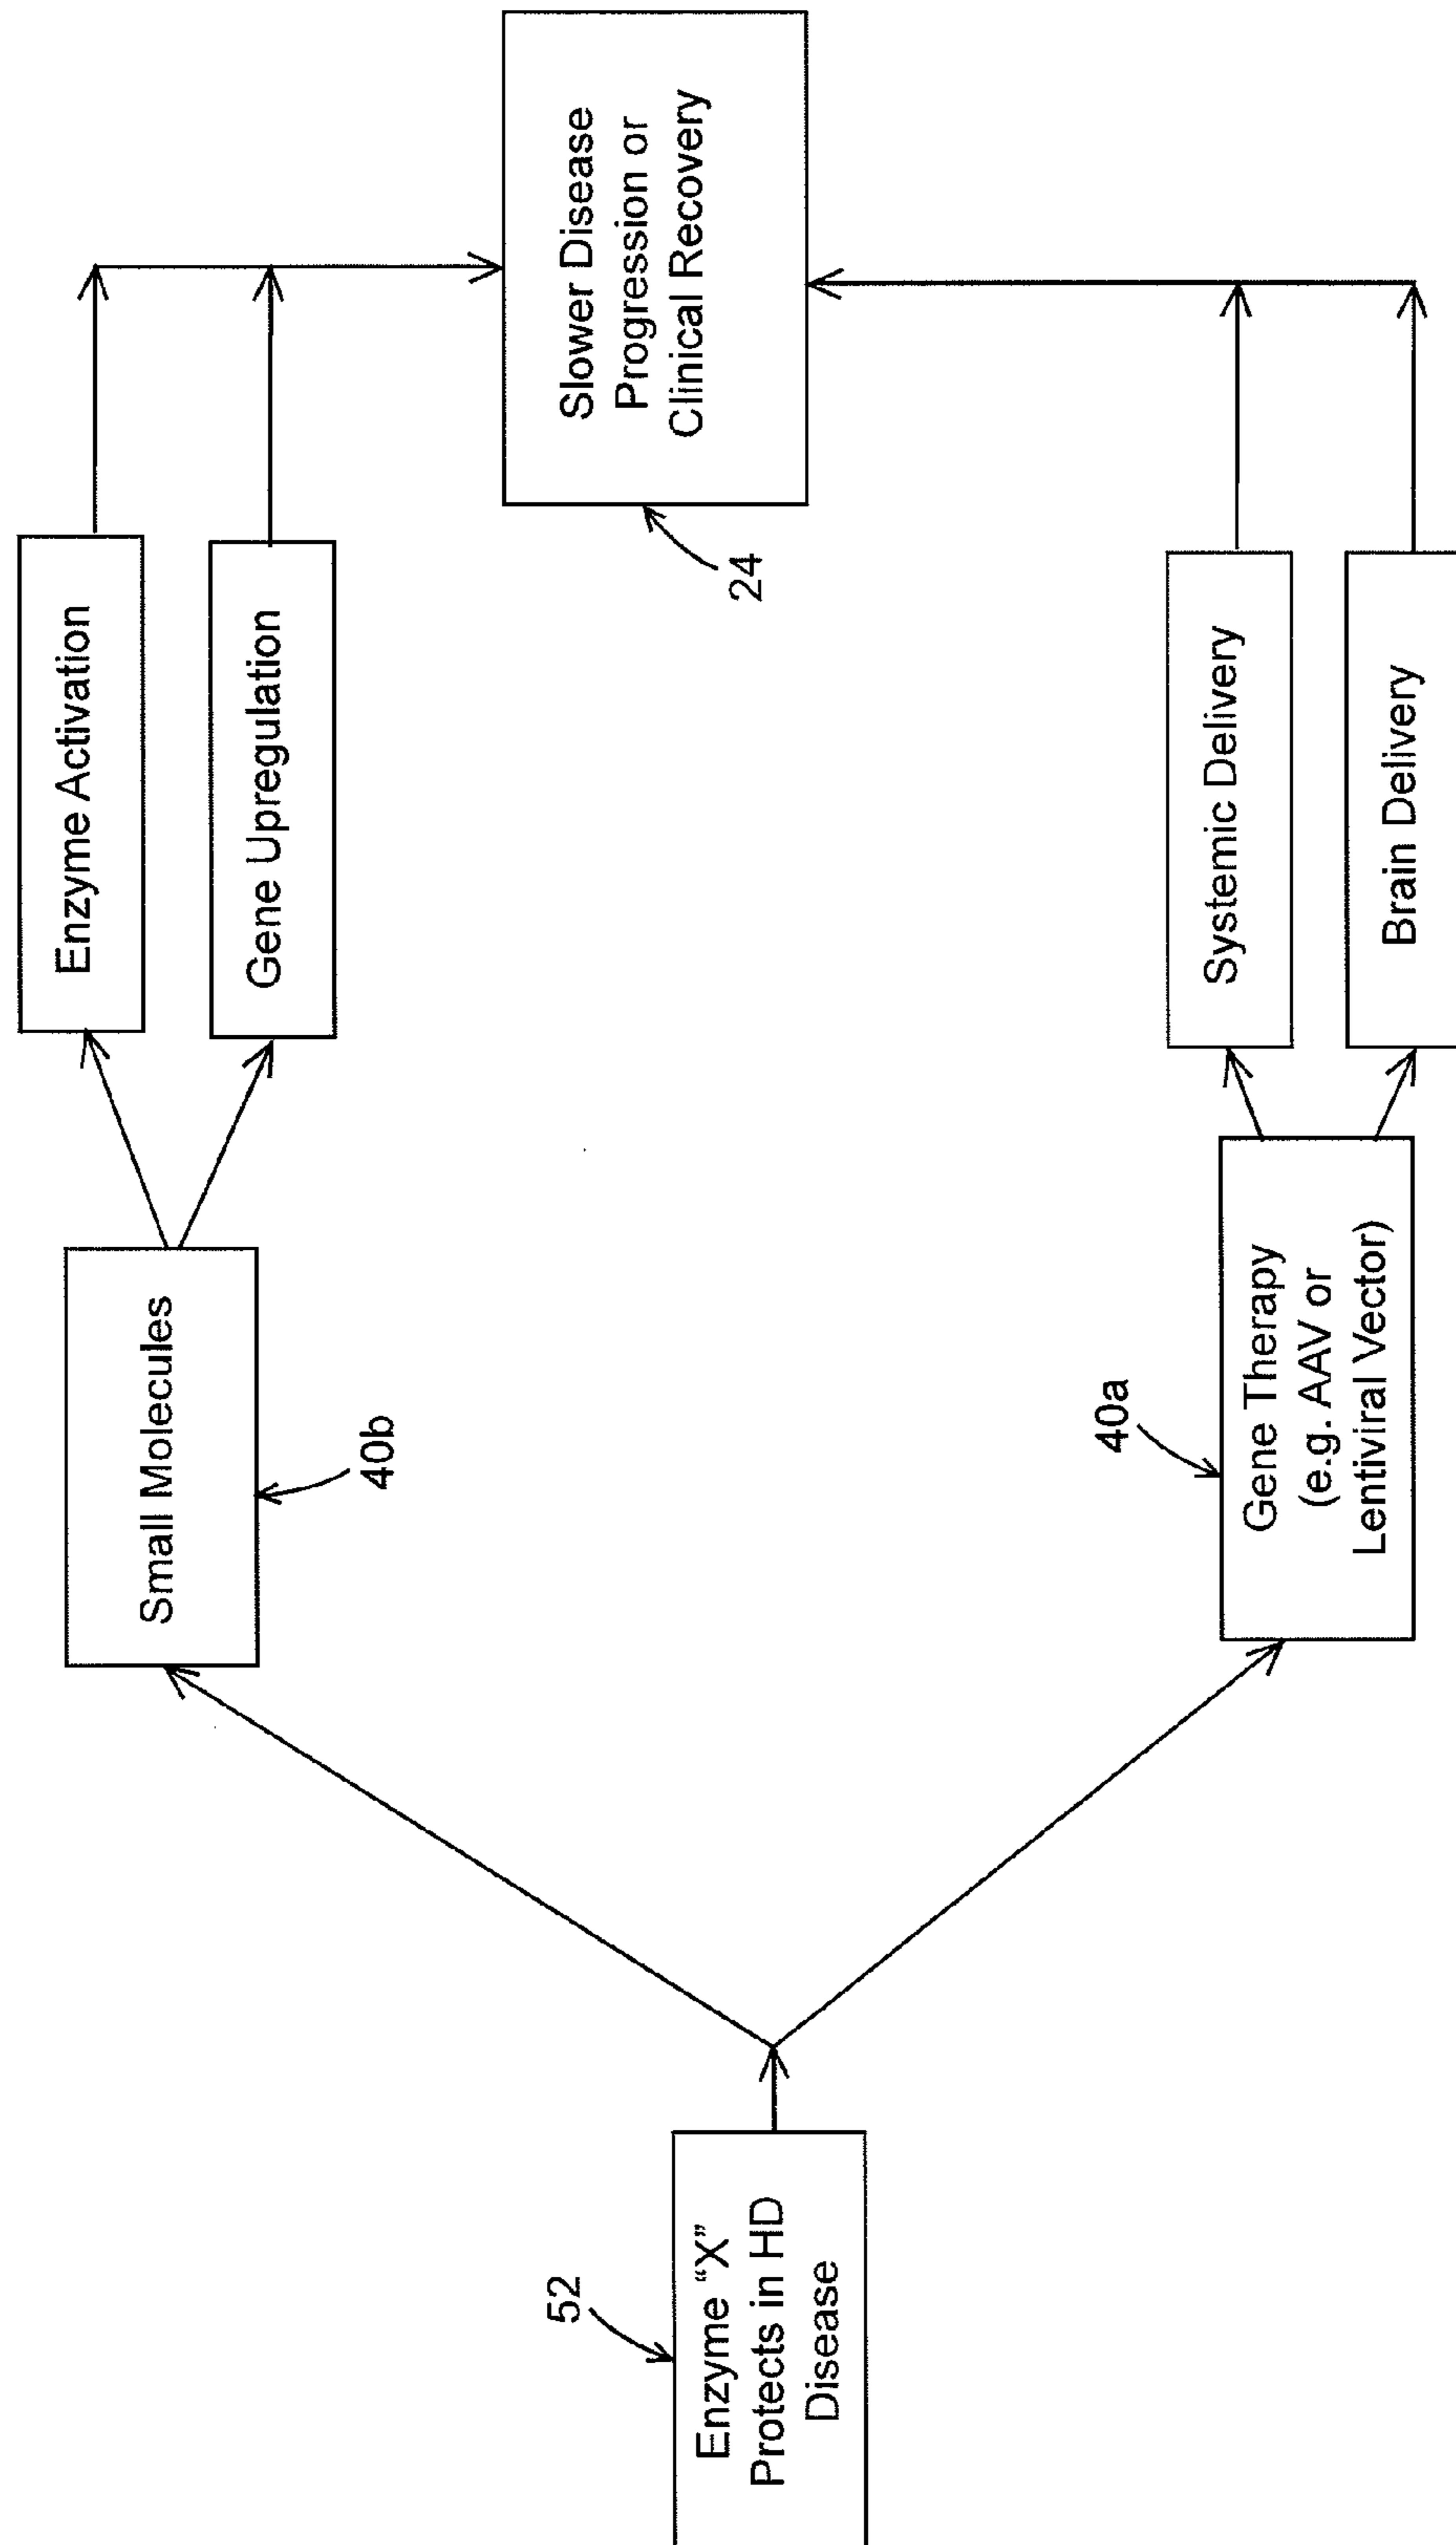 52
Enzyme “X”
Protects in HD
Disease
Small Molecules
40b
40a
Gene Therapy
(e.g. AAV or
Lentiviral Vector)
Enzyme Activation
Gene Upregulation
Systemic Delivery
Brain Delivery
Slower Disease
Progression or
Clinical Recovery
24